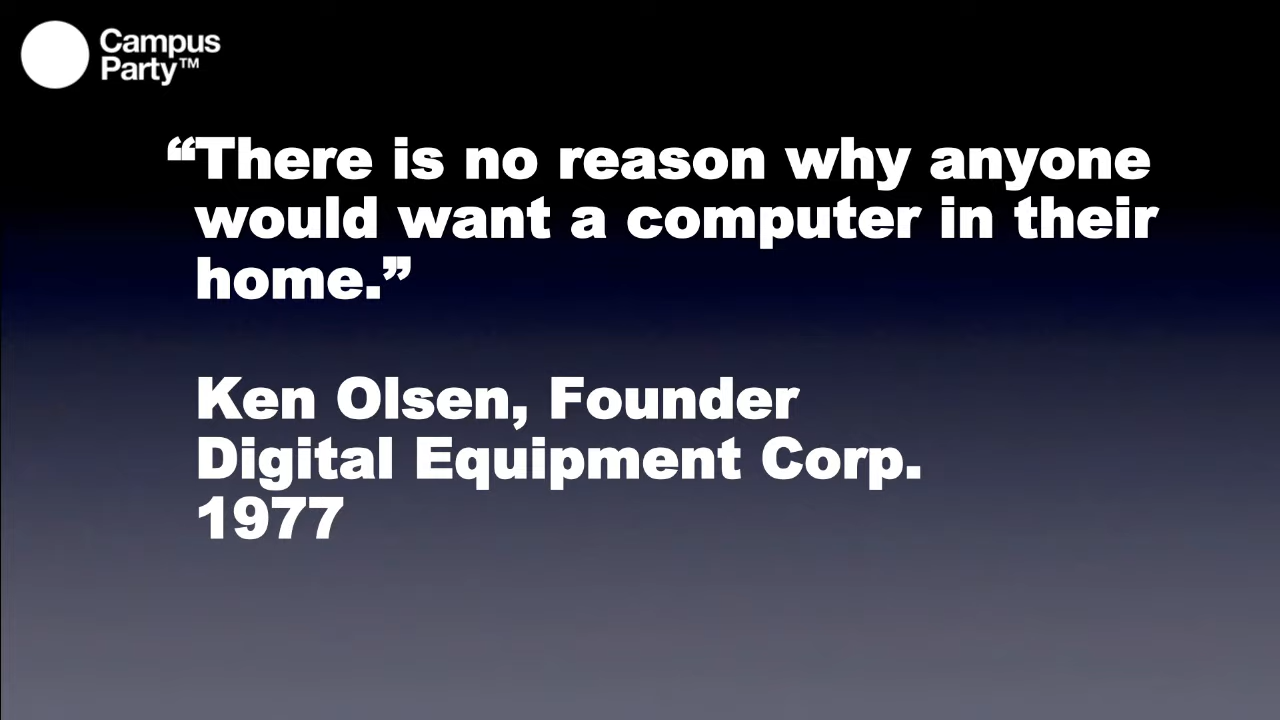 Campus
Party™
“There is no reason why anyone
would want a computer in their
home.”
Ken Olsen, Founder
Digital Equipment Corp.
1977